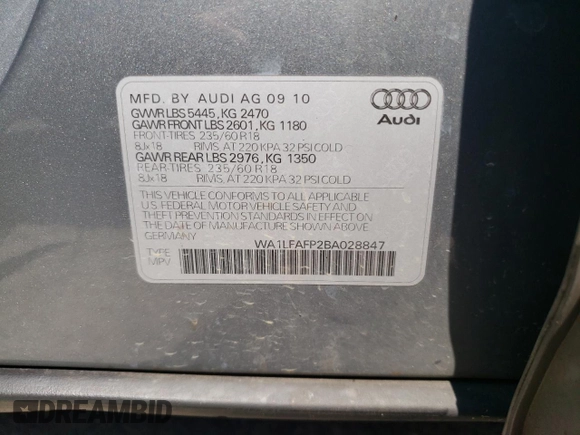 MFD. BY AUDI AG 09 10
GVWR LBS 5445, KG 2470
GAWR FRONT LBS 2601, KG 1180
FRONT-TIRES 235/60 R18
8Jx18 RIMS, AT 220 KPA 32 PSI COLD
GAWR REAR LBS 2976, KG 1350
REAR-TIRES 235/60 R18
8Jx18 RIMS, AT 220 KPA 32 PSI COLD
THIS VEHICLE CONFORMS TO ALL APPLICABLE
U.S. FEDERAL MOTOR VEHICLE SAFETY AND
THEFT PREVENTION STANDARDS IN EFFECT ON
THE DATE OF MANUFACTURE SHOWN ABOVE
GERMANY
WA1LFAFP2BA028847
TYPE
MPV
Audi
DREAMBID